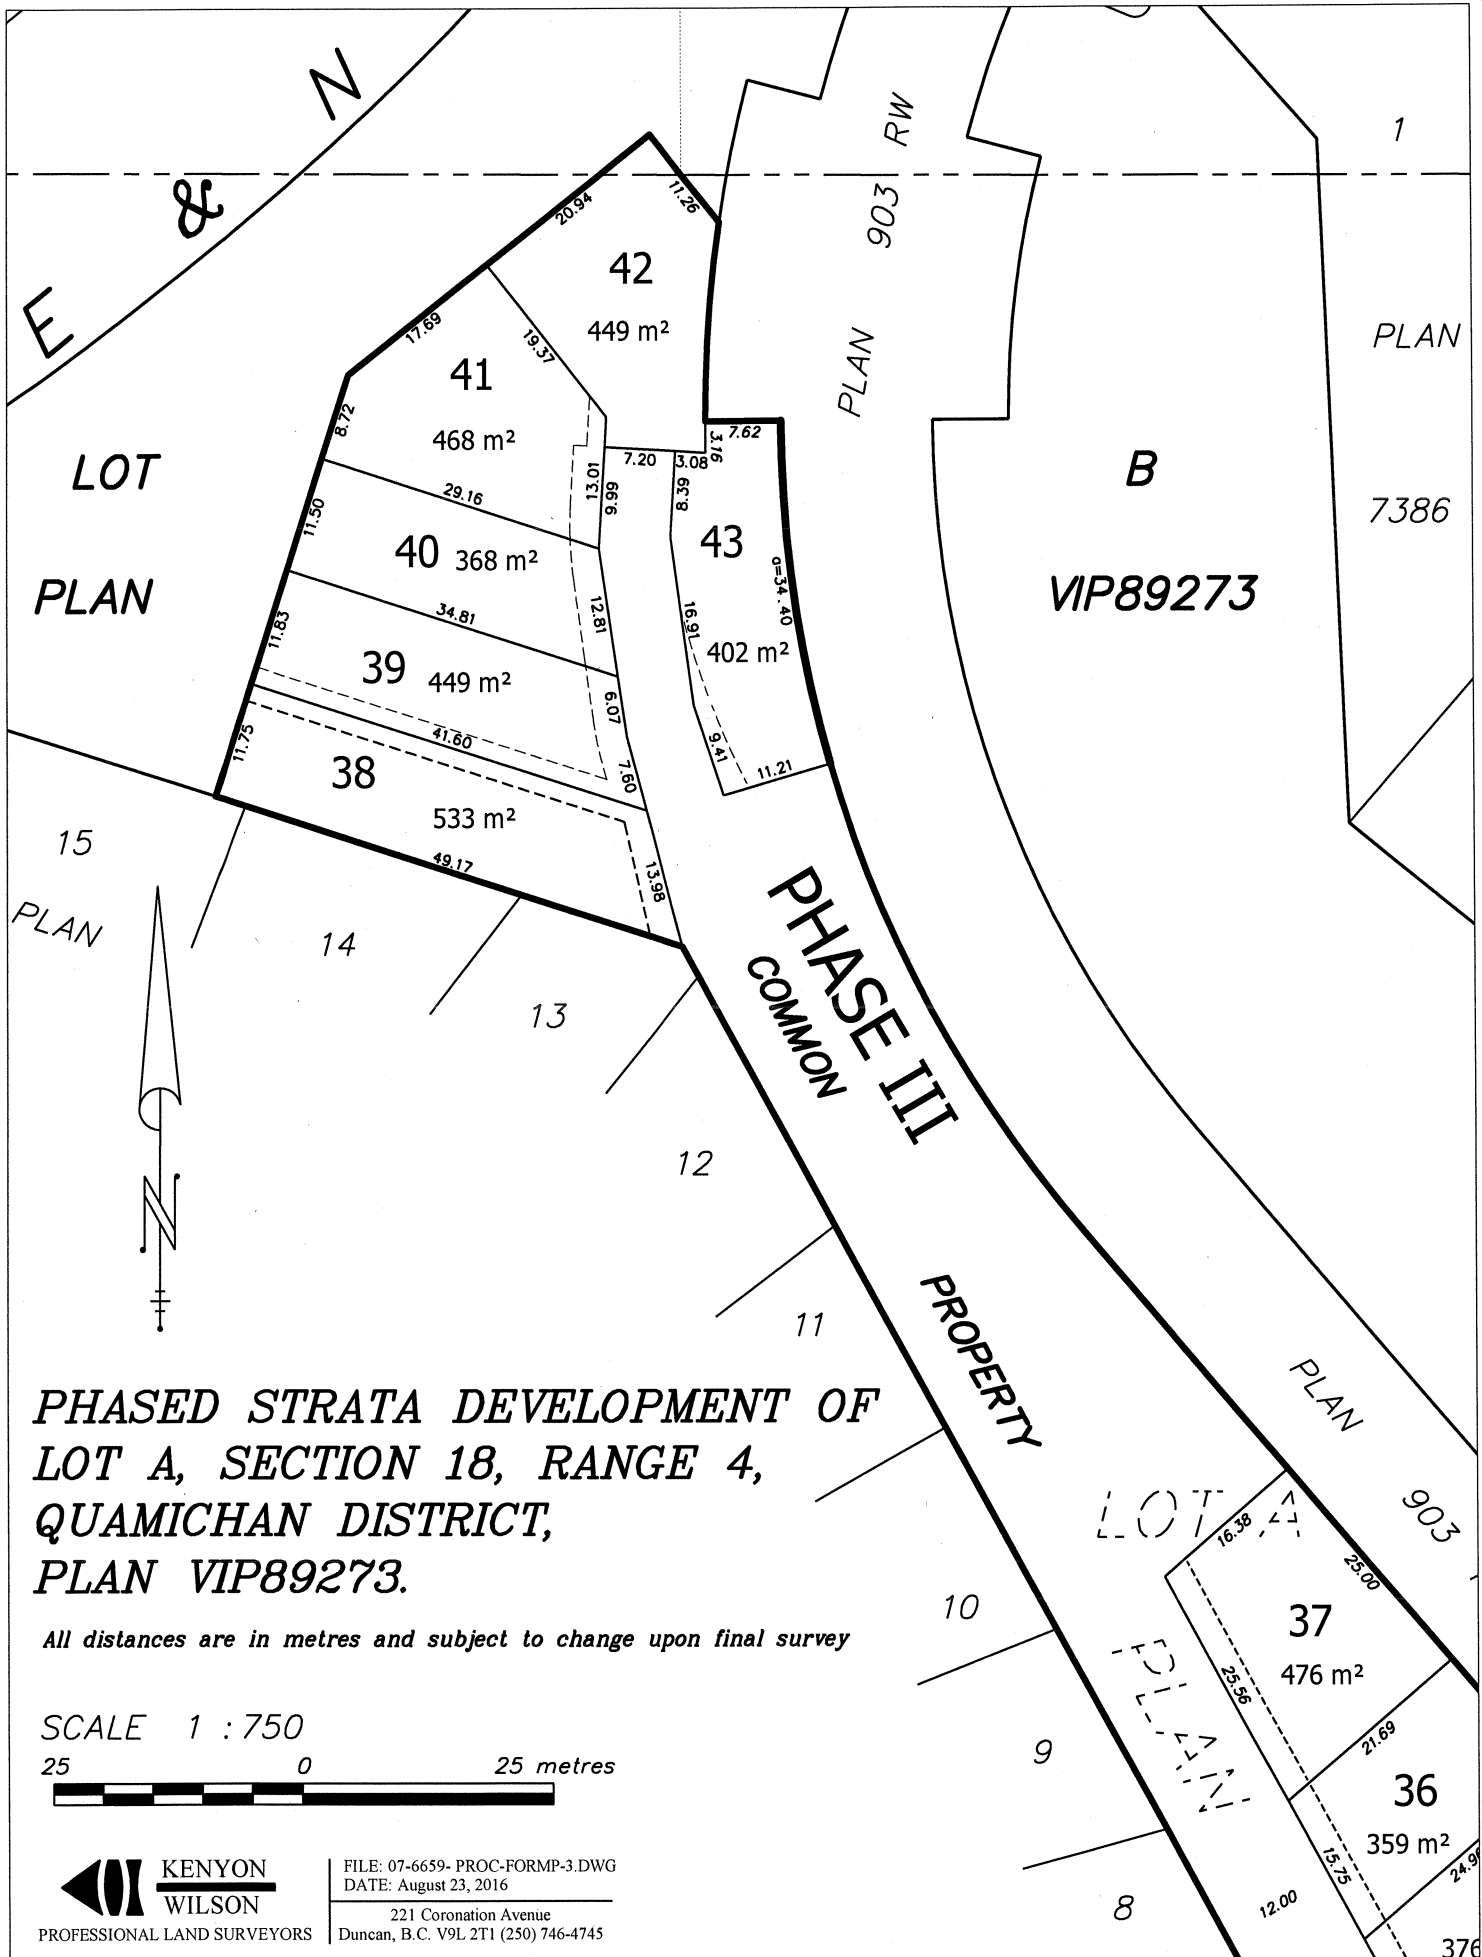 E & N
LOT
PLAN
20.94
11.26
42
449 m²
17.69
19.37
41
468 m²
8.72
29.16
11.50
40 368 m²
34.81
11.83
39 449 m²
41.60
11.75
38
533 m²
49.17
13.01
9.99
12.81
6.07
7.60
13.98
7.20
3.08
3.16
7.62
8.39
43
402 m²
a=34.40
16.91
9.41
11.21
PLAN 903 RW
1
PLAN
7386
B
VIP89273
15
PLAN
14
13
12
11
10
9
8
N
PHASE III
COMMON
PROPERTY
LOT A
PLAN
PLAN 903
16.38
25.00
37
476 m²
25.56
21.69
36
359 m²
15.75
24.9
12.00
376
PHASED STRATA DEVELOPMENT OF
LOT A, SECTION 18, RANGE 4,
QUAMICHAN DISTRICT,
PLAN VIP89273.
All distances are in metres and subject to change upon final survey
SCALE 1 : 750
25 0 25 metres
KENYON
WILSON
PROFESSIONAL LAND SURVEYORS
FILE: 07-6659- PROC-FORMP-3.DWG
DATE: August 23, 2016
221 Coronation Avenue
Duncan, B.C. V9L 2T1 (250) 746-4745